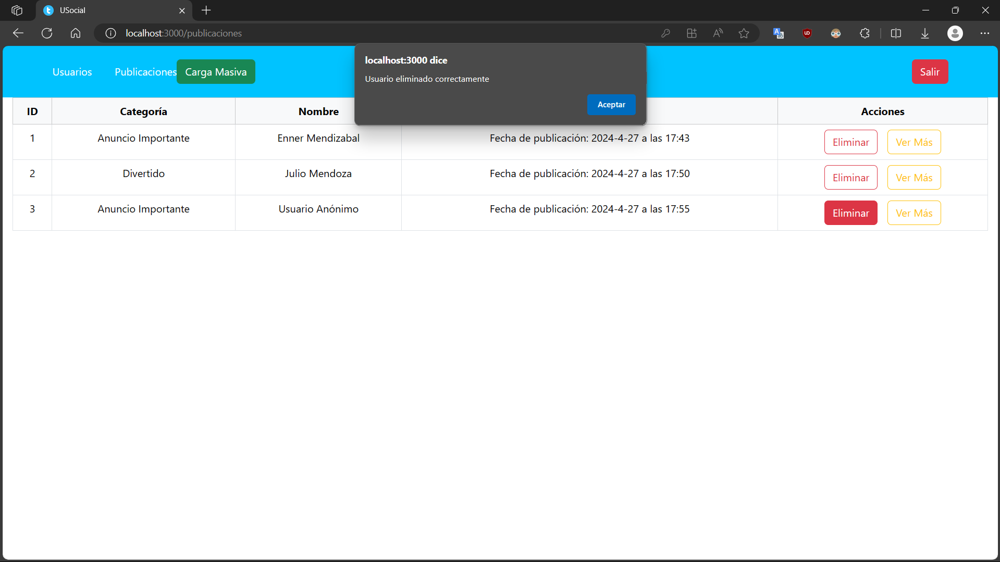 USocial
localhost:3000/publicaciones
localhost:3000 dice
Usuario eliminado correctamente
Aceptar
Usuarios Publicaciones Carga Masiva Salir
ID Categoría Nombre Acciones
1 Anuncio Importante Enner Mendizabal Fecha de publicación: 2024-4-27 a las 17:43 Eliminar Ver Más
2 Divertido Julio Mendoza Fecha de publicación: 2024-4-27 a las 17:50 Eliminar Ver Más
3 Anuncio Importante Usuario Anónimo Fecha de publicación: 2024-4-27 a las 17:55 Eliminar Ver Más